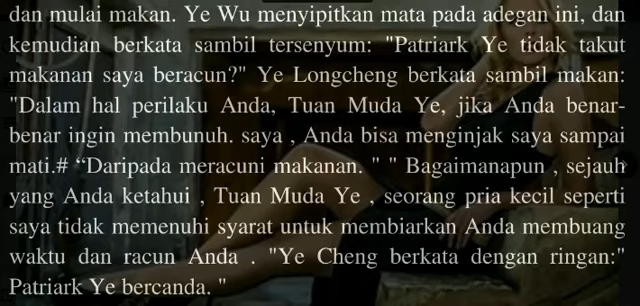 dan mulai makan. Ye Wu menyipitkan mata pada adegan ini, dan
kemudian berkata sambil tersenyum: "Patriark Ye tidak takut
makanan saya beracun?" Ye Longcheng berkata sambil makan:
"Dalam hal perilaku Anda, Tuan Muda Ye, jika Anda benar-
benar ingin membunuh. saya , Anda bisa menginjak saya sampai
mati.# “Daripada meracuni makanan. " " Bagaimanapun , sejauh
yang Anda ketahui , Tuan Muda Ye , seorang pria kecil seperti
saya tidak memenuhi syarat untuk membiarkan Anda membuang
waktu dan racun Anda . "Ye Cheng berkata dengan ringan:"
Patriark Ye bercanda. "